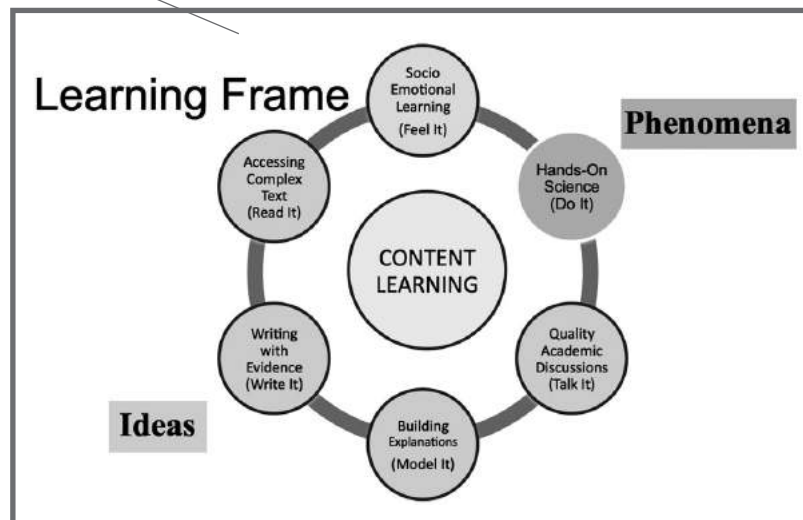 Learning Frame
Socio
Emotional
Learning
(Feel It)
Phenomena
Hands-On
Science
(Do It)
Accessing
Complex
Text
(Read It)
CONTENT
LEARNING
Quality
Academic
Discussions
(Talk It)
Writing
with
Evidence
(Write It)
Building
Explanations
(Model It)
Ideas